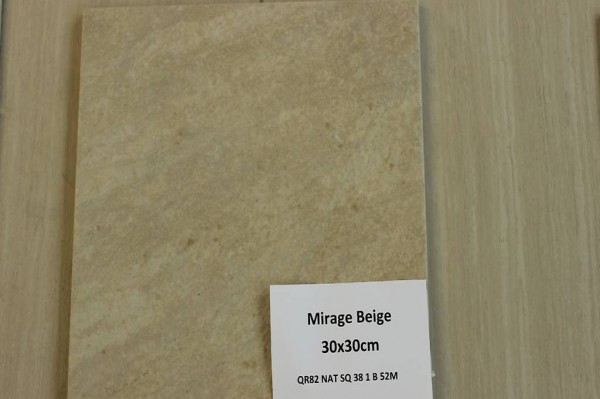 Mirage Beige
30x30cm
QR82 NAT SQ 38 1 B 52M